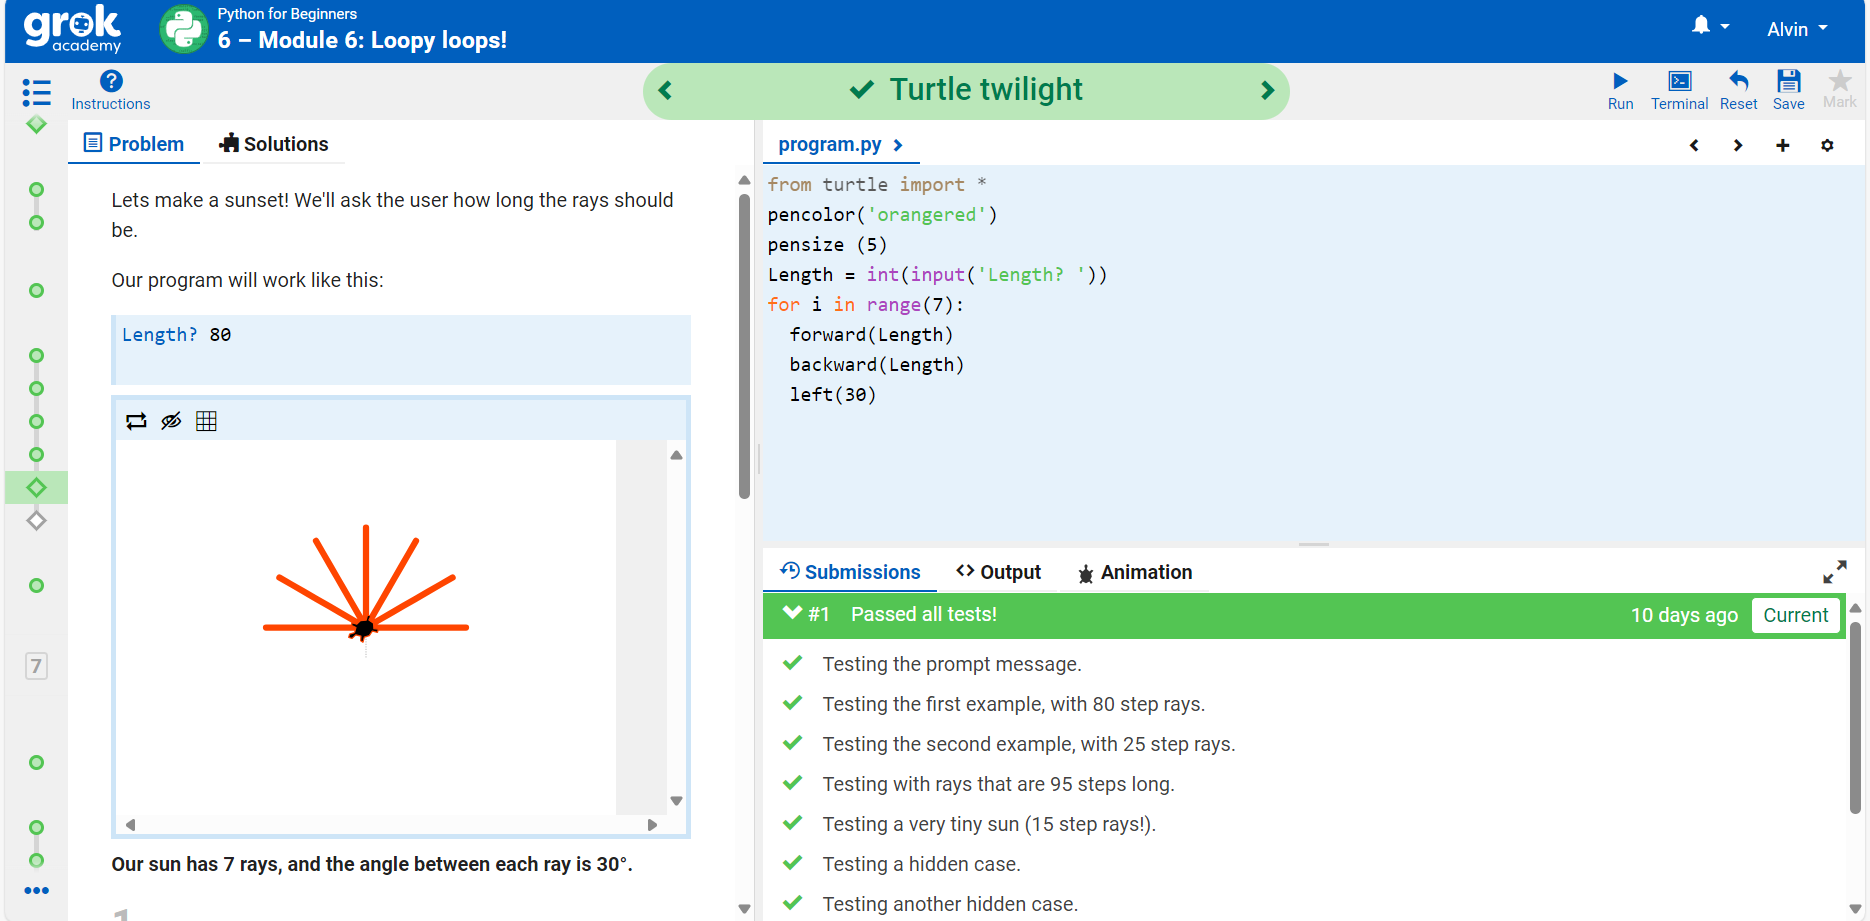 grok
academy
Python for Beginners
6 – Module 6: Loopy loops!
Alvin
Instructions
Turtle twilight
Run
Terminal
Reset
Save
Mark
Problem
Solutions
Lets make a sunset! We'll ask the user how long the rays should
be.
Our program will work like this:
Length? 80
Our sun has 7 rays, and the angle between each ray is 30°.
7
program.py
from turtle import *
pencolor('orangered')
pensize (5)
Length = int(input('Length? '))
for i in range(7):
  forward(Length)
  backward(Length)
  left(30)
Submissions
Output
Animation
#1 Passed all tests!
10 days ago
Current
Testing the prompt message.
Testing the first example, with 80 step rays.
Testing the second example, with 25 step rays.
Testing with rays that are 95 steps long.
Testing a very tiny sun (15 step rays!).
Testing a hidden case.
Testing another hidden case.